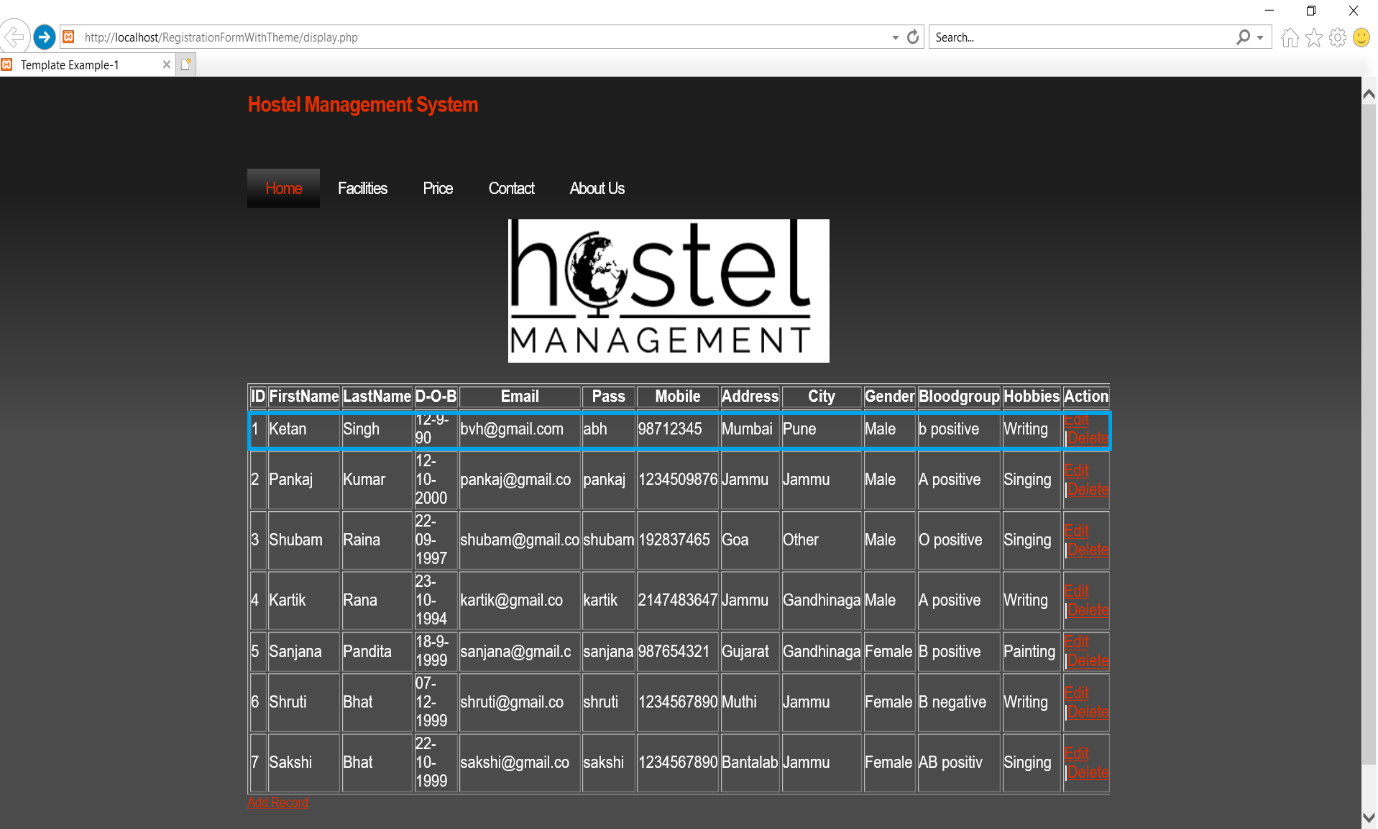 http://localhost/RegistrationFormWithTheme/display.php Search...
Template Example-1
Hostel Management System
Home Facilities Price Contact About Us
hostel
MANAGEMENT
ID FirstName LastName D-O-B Email Pass Mobile Address City Gender Bloodgroup Hobbies Action
1 Ketan Singh 12-9-90 bvh@gmail.com abh 98712345 Mumbai Pune Male b positive Writing Edit |Delete
2 Pankaj Kumar 12-10-2000 pankaj@gmail.co pankaj 1234509876 Jammu Jammu Male A positive Singing Edit |Delete
3 Shubam Raina 22-09-1997 shubam@gmail.co shubam 192837465 Goa Other Male O positive Singing Edit |Delete
4 Kartik Rana 23-10-1994 kartik@gmail.co kartik 2147483647 Jammu Gandhinaga Male A positive Writing Edit |Delete
5 Sanjana Pandita 18-9-1999 sanjana@gmail.c sanjana 987654321 Gujarat Gandhinaga Female B positive Painting Edit |Delete
6 Shruti Bhat 07-12-1999 shruti@gmail.co shruti 1234567890 Muthi Jammu Female B negative Writing Edit |Delete
7 Sakshi Bhat 22-10-1999 sakshi@gmail.co sakshi 1234567890 Bantalab Jammu Female AB positiv Singing Edit |Delete
Add Record